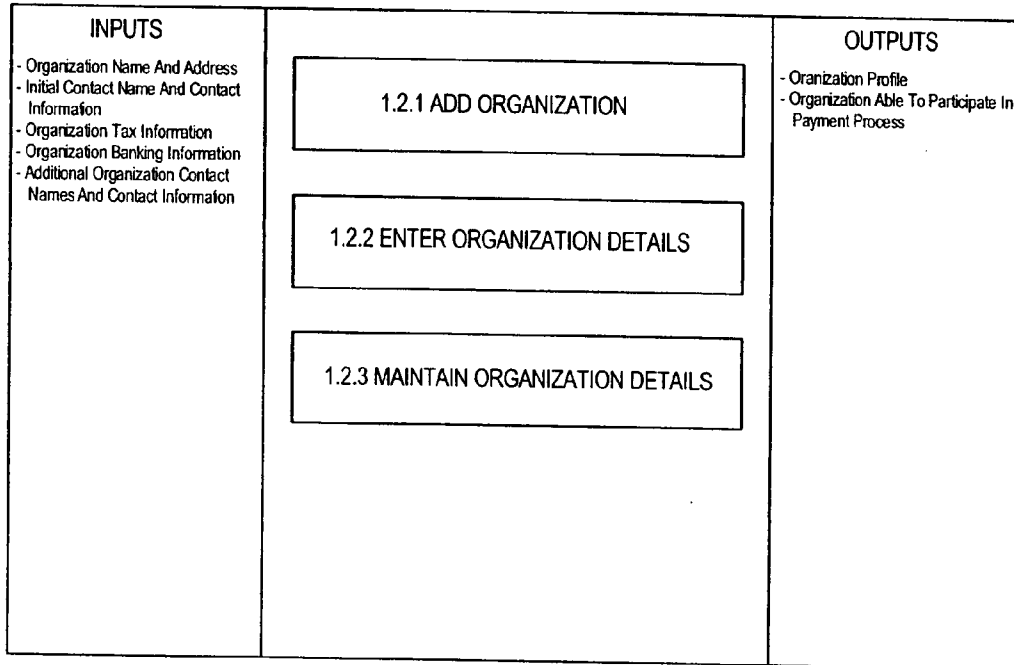 INPUTS
- Organization Name And Address
- Initial Contact Name And Contact
Information
- Organization Tax Information
- Organization Banking Information
- Additional Organization Contact
Names And Contact Information
1.2.1 ADD ORGANIZATION
1.2.2 ENTER ORGANIZATION DETAILS
1.2.3 MAINTAIN ORGANIZATION DETAILS
OUTPUTS
- Oranization Profile
- Organization Able To Participate In
Payment Process